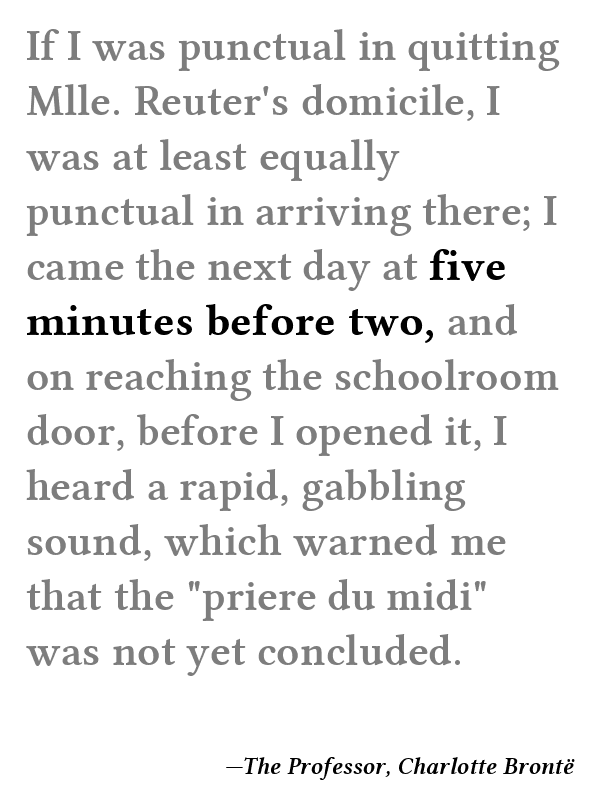 If I was punctual in quitting
Mlle. Reuter's domicile, I
was at least equally
punctual in arriving there; I
came the next day at five
minutes before two, and
on reaching the schoolroom
door, before I opened it, I
heard a rapid, gabbling
sound, which warned me
that the "priere du midi"
was not yet concluded.
—The Professor, Charlotte Brontë